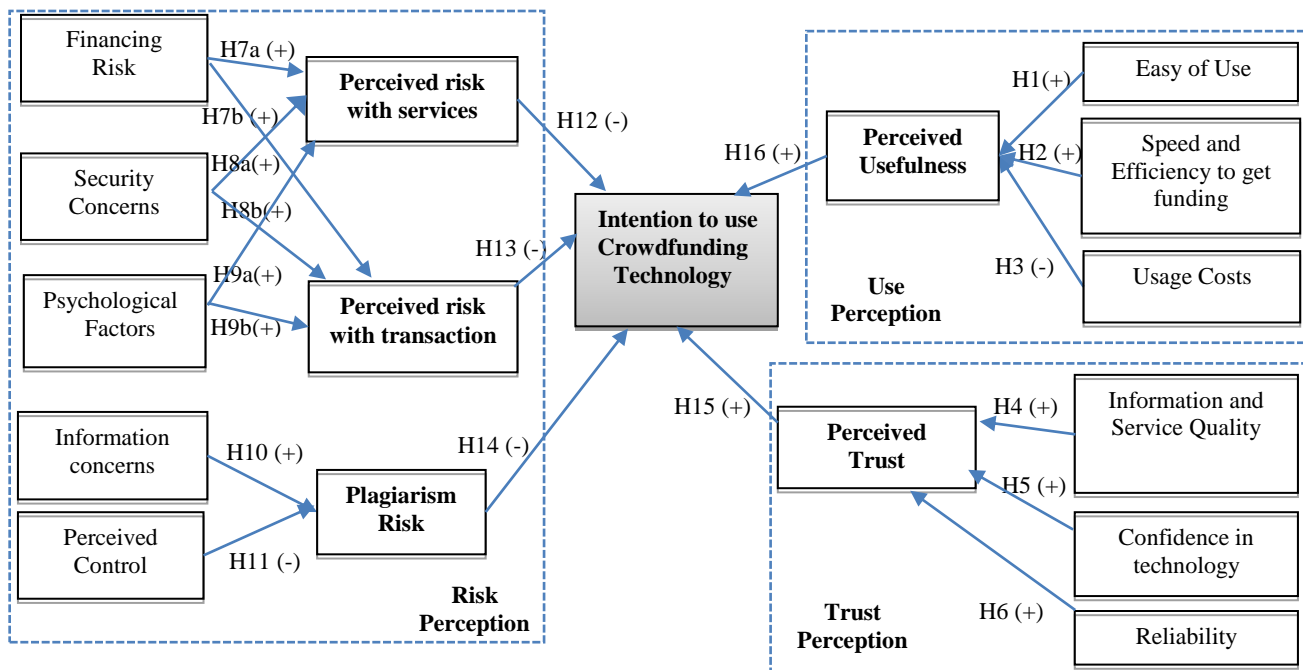 Financing
Risk
H7a (+)
Perceived risk
with services
H7b (+)
H12 (-)
Security
Concerns
H8a(+)
H8b(+)
Psychological
Factors
H9a(+)
H9b(+)
Perceived risk
with transaction
H13 (-)
Information
concerns
H10 (+)
Plagiarism
Risk
H14 (-)
Perceived
Control
H11 (-)
Risk
Perception
Intention to use
Crowdfunding
Technology
H16 (+)
Perceived
Usefulness
H1(+)
Easy of Use
H2 (+)
Speed and
Efficiency to get
funding
H3 (-)
Usage Costs
Use
Perception
H15 (+)
Perceived
Trust
H4 (+)
Information and
Service Quality
H5 (+)
Confidence in
technology
H6 (+)
Reliability
Trust
Perception